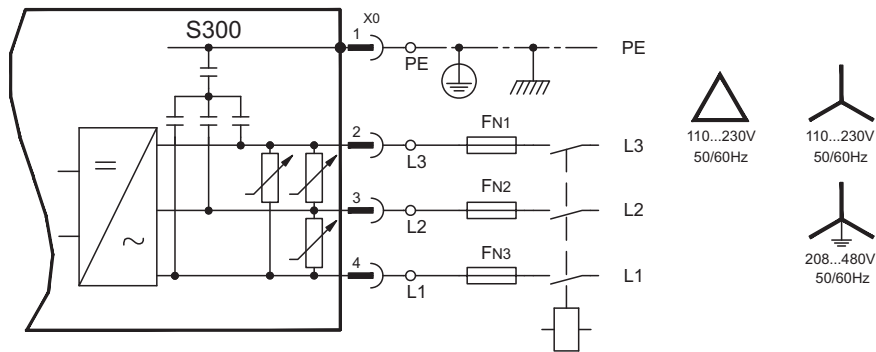 S300
X0
1
PE
PE
2
FN1
L3
L3
110...230V
50/60Hz
110...230V
50/60Hz
3
FN2
L2
L2
4
FN3
L1
L1
208...480V
50/60Hz